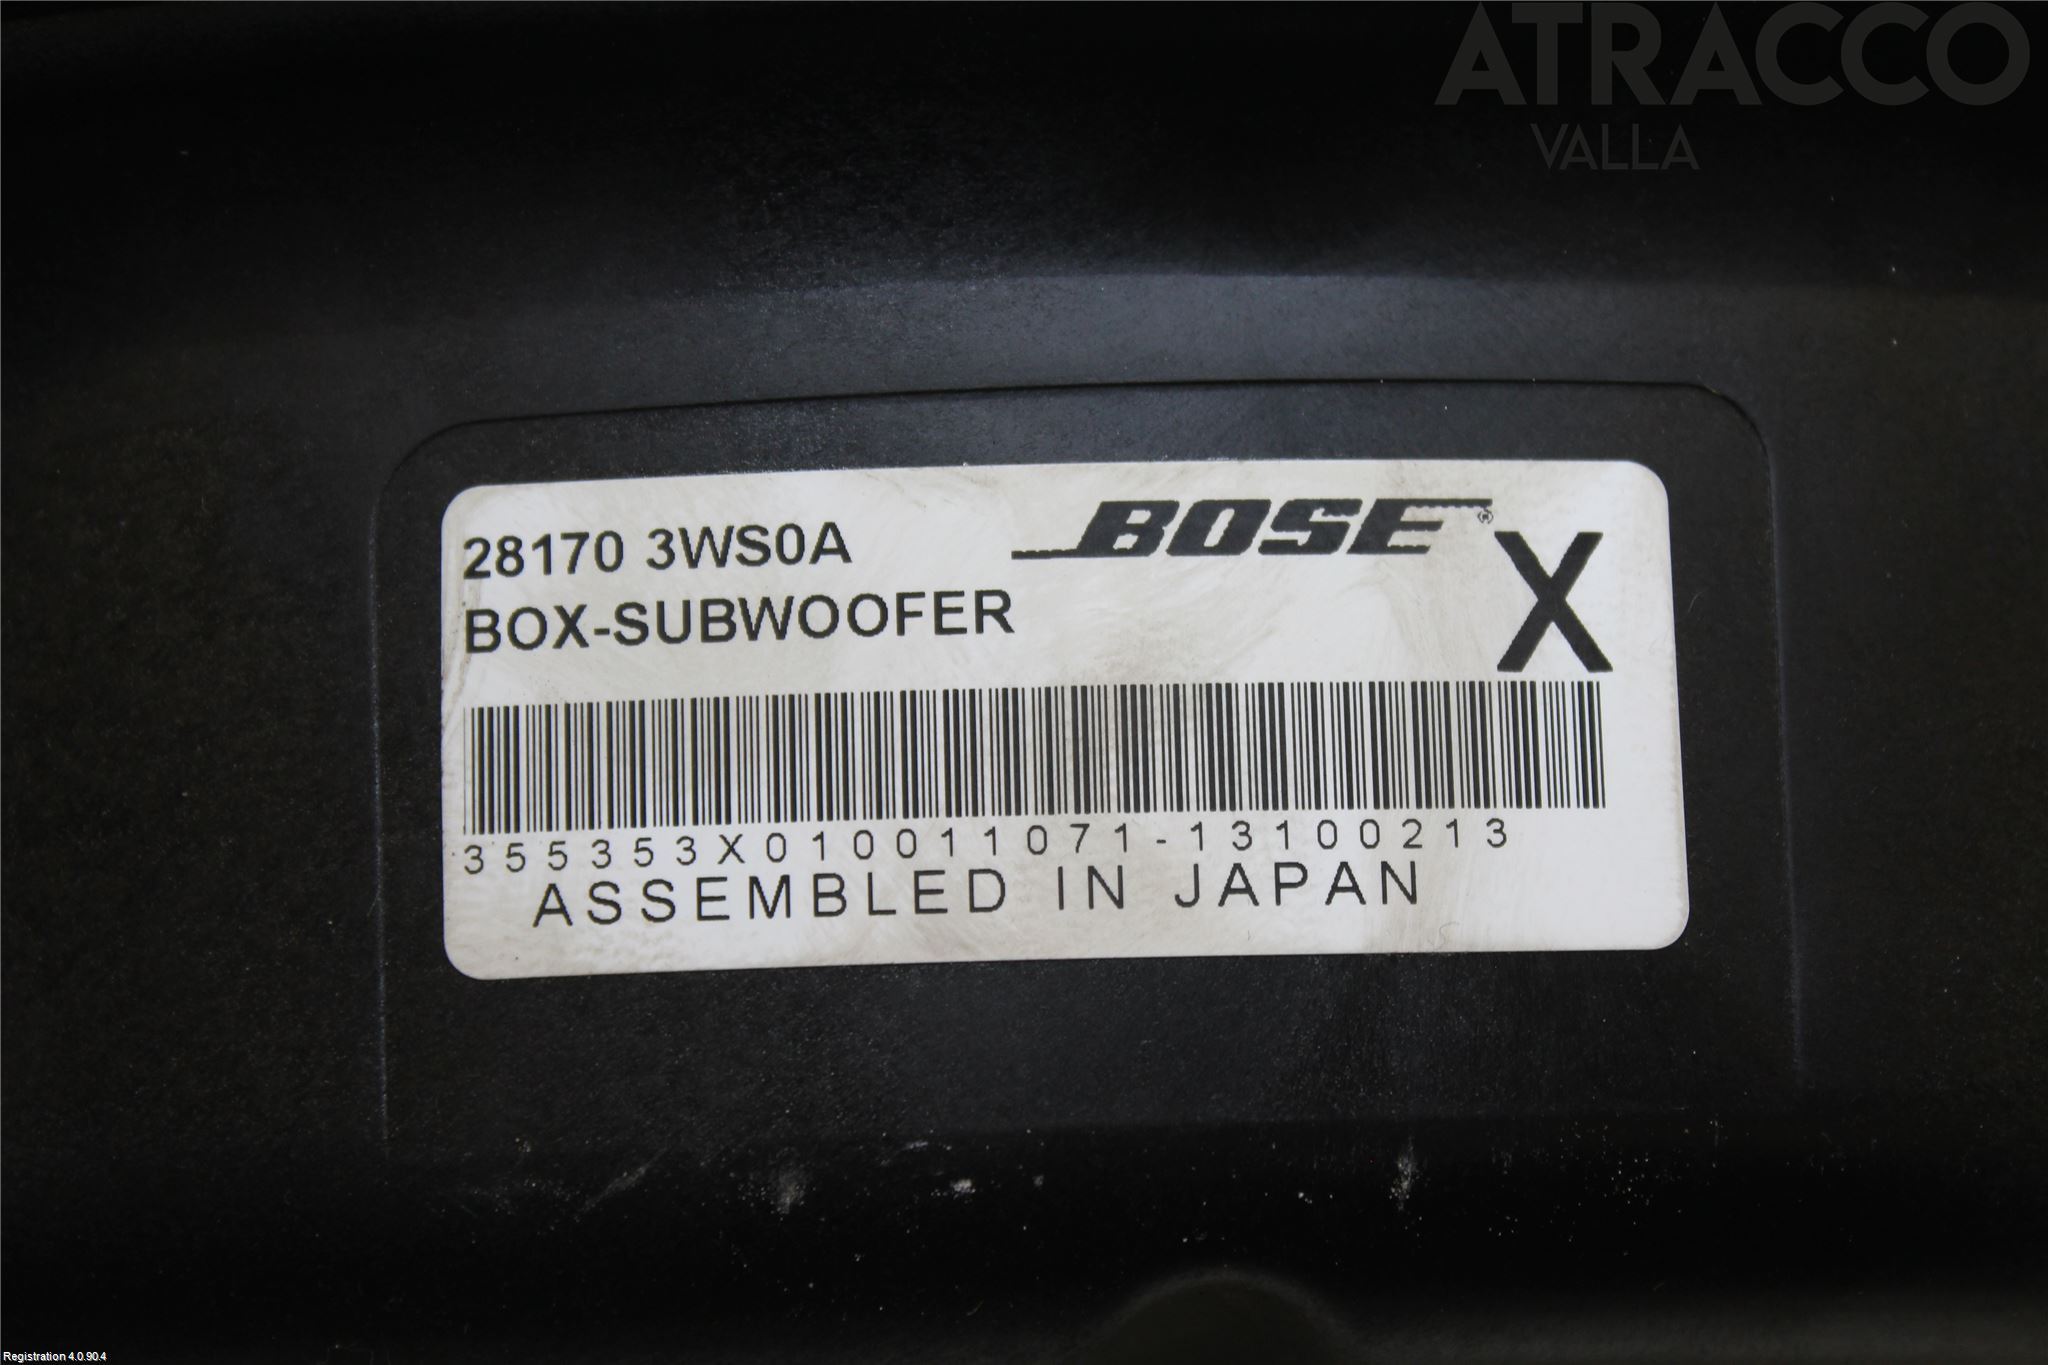 ATRACCO
VALLA
28170 3WS0A
BOSE®
X
BOX-SUBWOOFER
355353X010011071-13100213
ASSEMBLED IN JAPAN
Registration 4.0.90.4